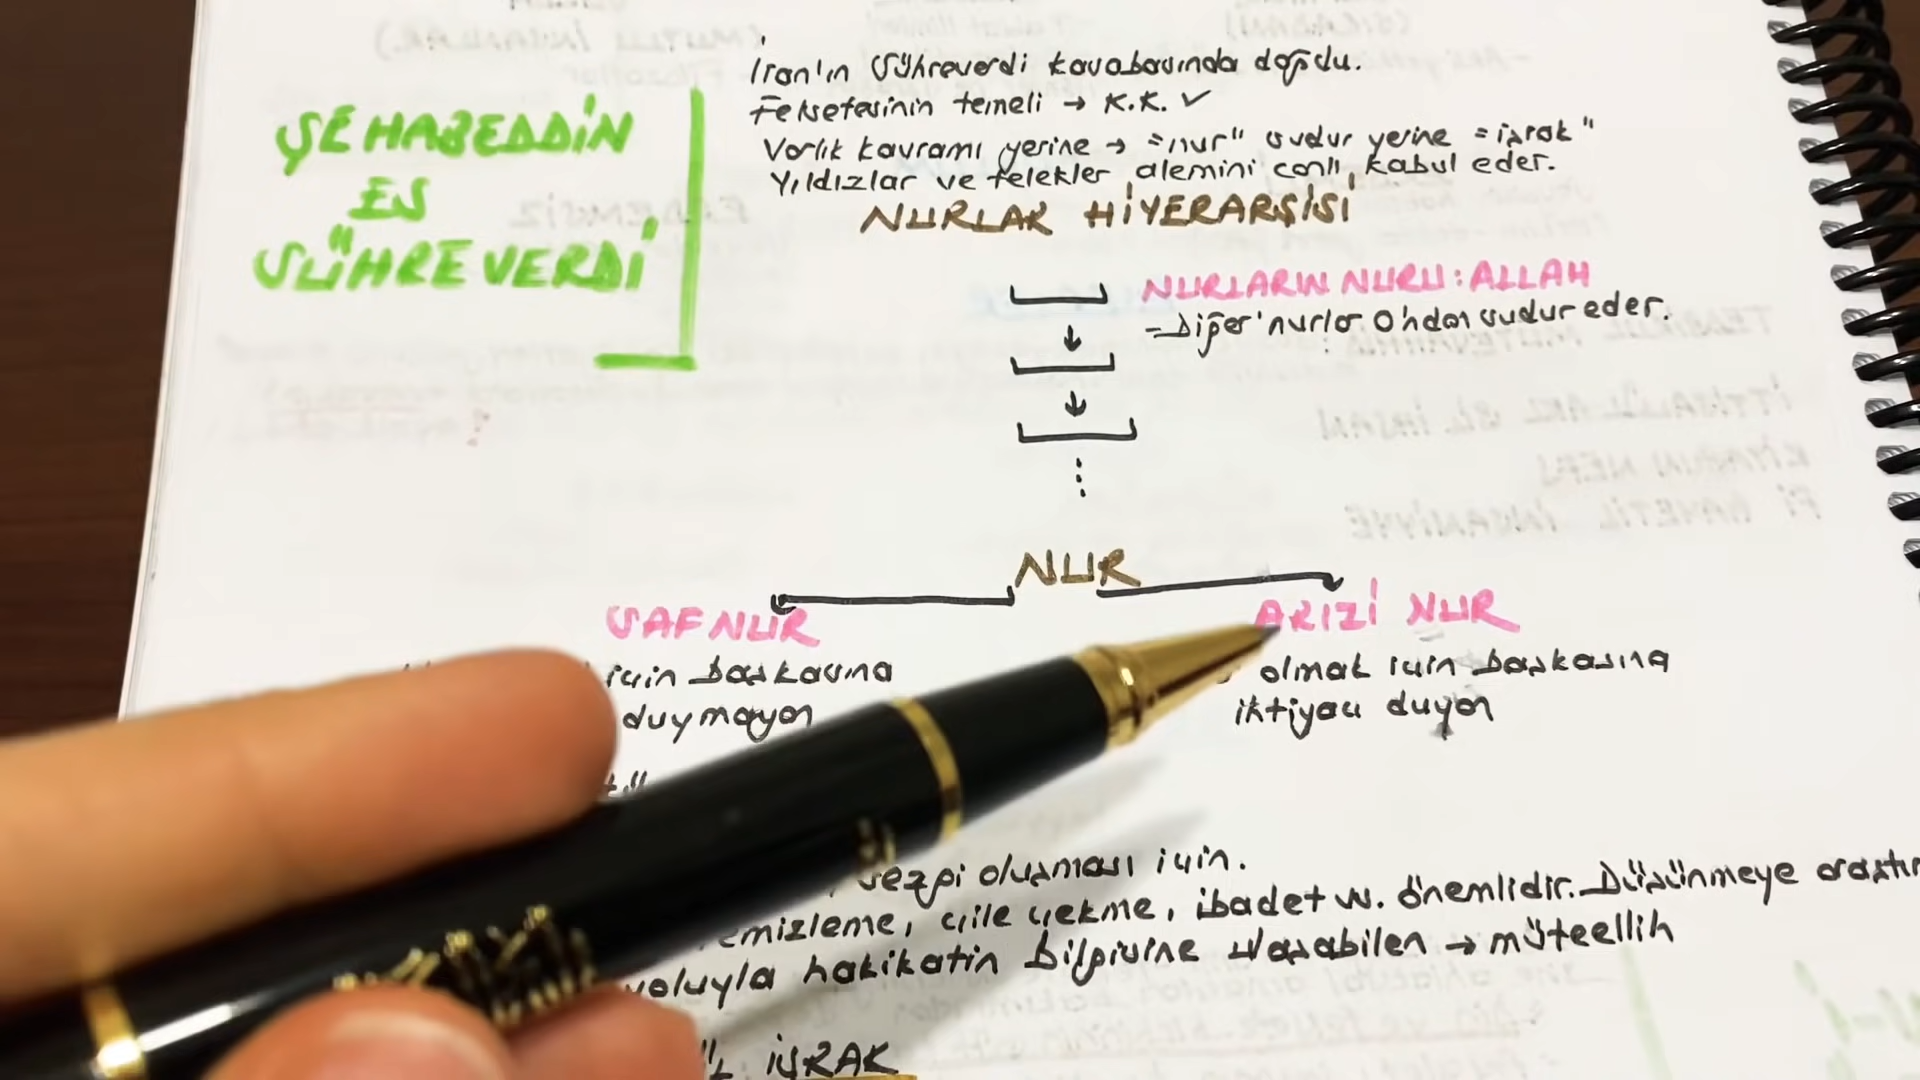 ŞEHABEDDİN
ES
SÜHREVERDİ
İran'ın Sühreverdi kasabasında doğdu.
Felsefesinin temeli → K.K. ✓
Varlık kavramı yerine → "nur" sudur yerine "işrak"
Yıldızlar ve felekler alemini canlı kabul eder.
NURLAR HİYERARŞİSİ
NURLARIN NURU: ALLAH
→ Diğer nurlar O'ndan sudur eder.
NUR
SAF NUR
için başkasına
duymayan
ARIZİ NUR
olmak için başkasına
ihtiyacı duyan
sezgi oluşması için.
temizleme, çile çekme, ibadet vs. önemlidir. Düşünmeye araştır
yoluyla hakikatin bilgisine ulaşabilen → müteellih
İŞRAK